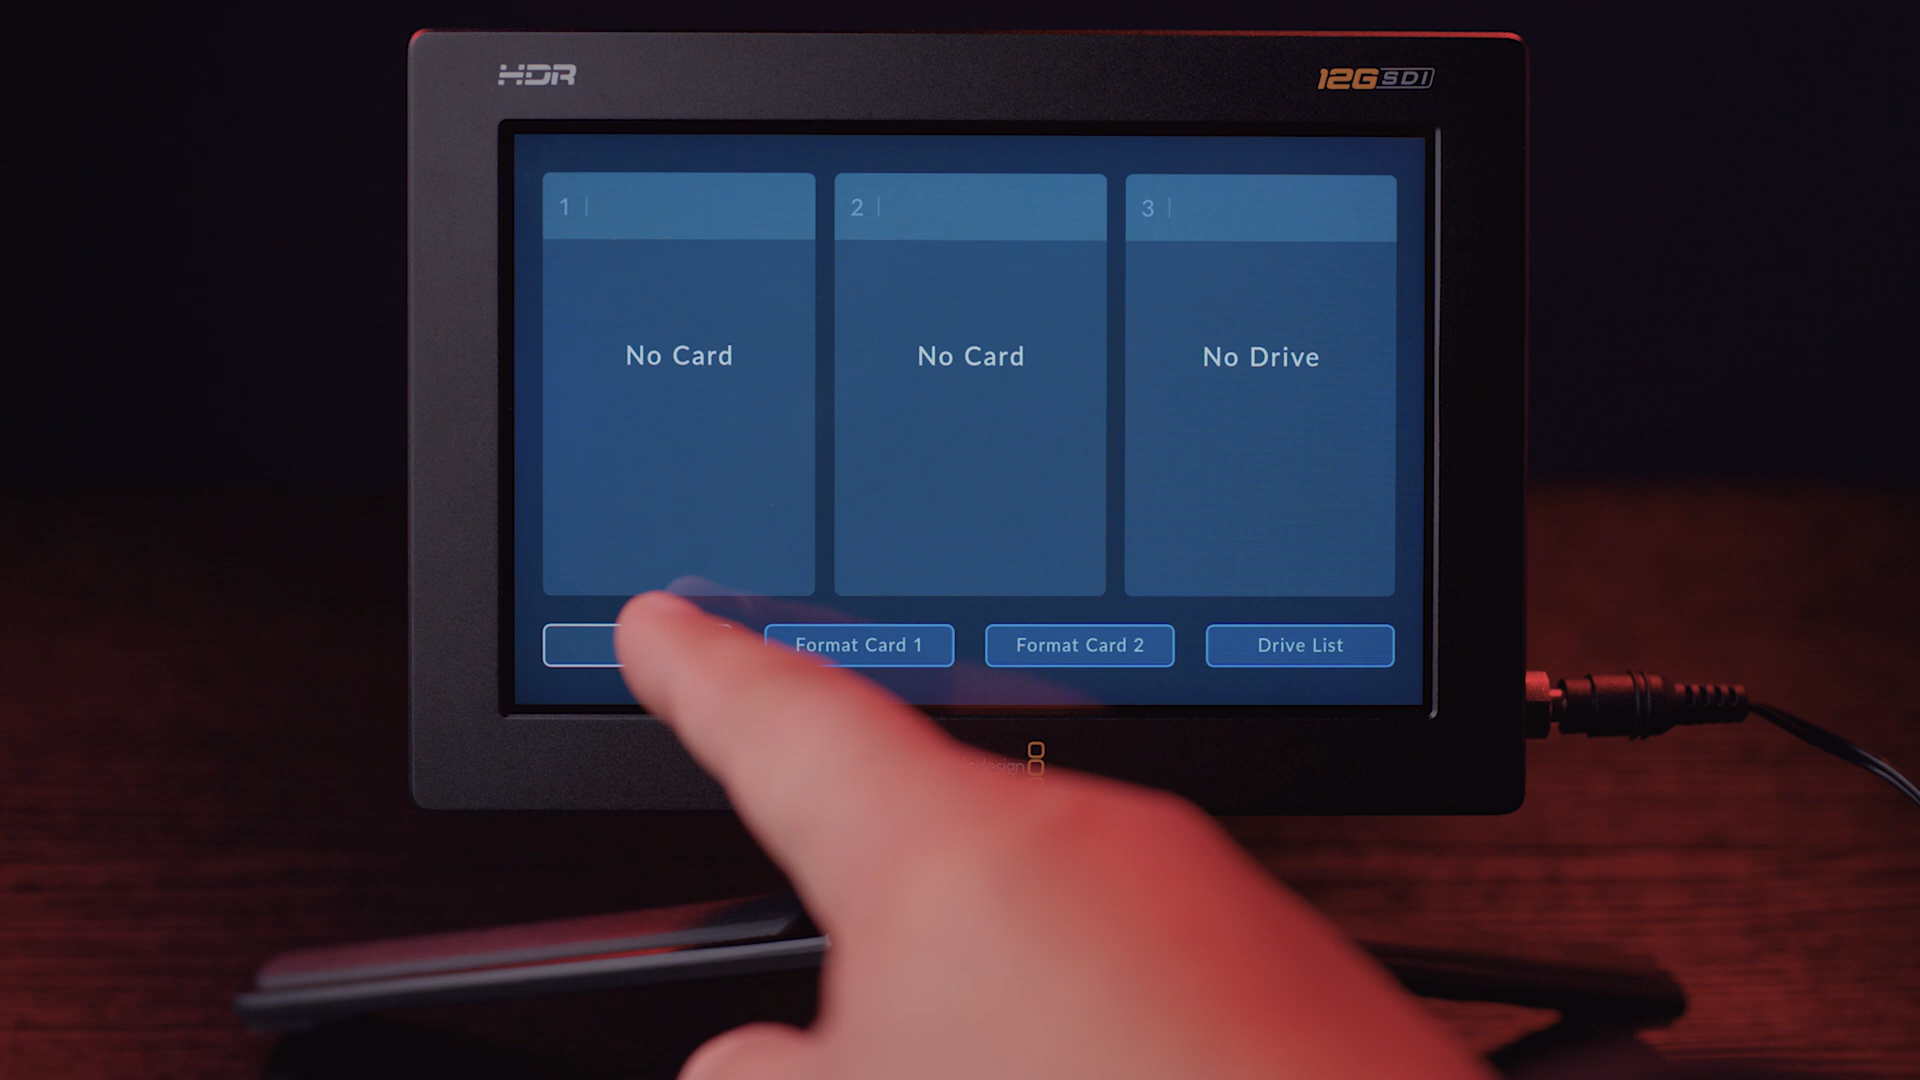 HDR
12G SDI
1 |
2 |
3 |
No Card
No Card
No Drive
Format Card 1
Format Card 2
Drive List
design